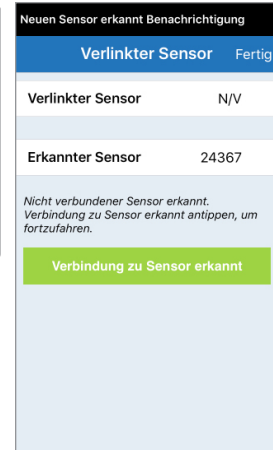 Neuen Sensor erkannt Benachrichtigung
Verlinkter Sensor Fertig
Verlinkter Sensor N/V
Erkannter Sensor 24367
Nicht verbundener Sensor erkannt.
Verbindung zu Sensor erkannt antippen, um
fortzufahren.
Verbindung zu Sensor erkannt